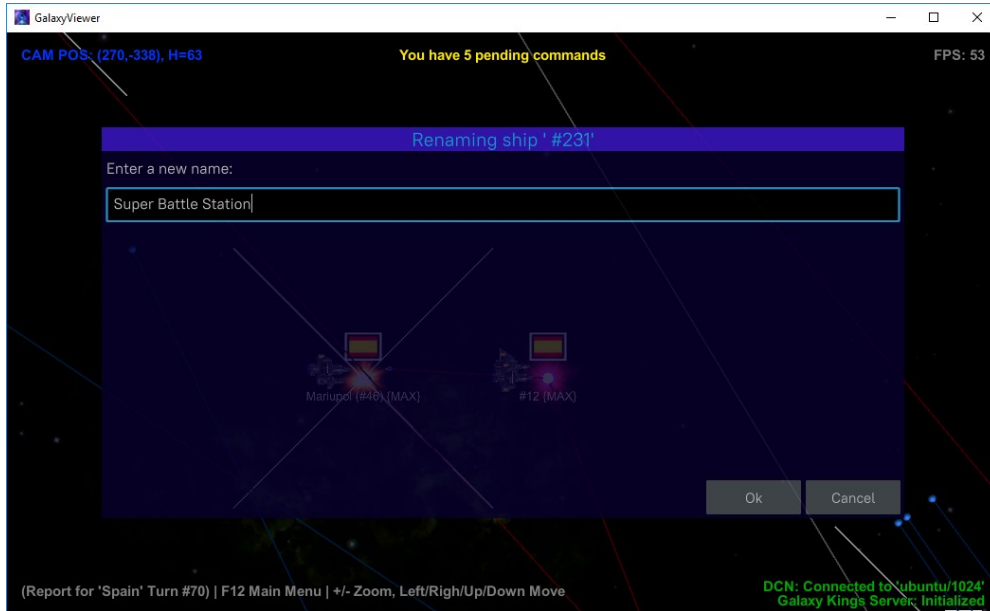 GalaxyViewer
CAM POS: (270,-338), H=63
You have 5 pending commands
FPS: 53
Renaming ship ' #231'
Enter a new name:
Super Battle Station
Mariupol (#46) {MAX}
#12 {MAX}
Ok
Cancel
(Report for 'Spain' Turn #70) | F12 Main Menu | +/- Zoom, Left/Righ/Up/Down Move
DCN: Connected to 'ubuntu/1024'
Galaxy Kings Server: Initialized